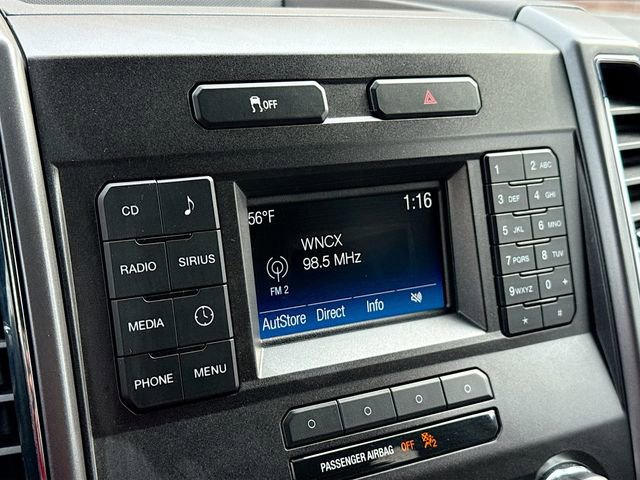 OFF
CD
RADIO SIRIUS
MEDIA
PHONE MENU
56°F 1:16
WNCX
98.5 MHz
FM 2
AutoStore Direct Info
1 2 ABC
3 DEF 4 GHI
5 JKL 6 MNO
7 PQRS 8 TUV
9 WXYZ 0 +
* #
PASSENGER AIRBAG OFF 2